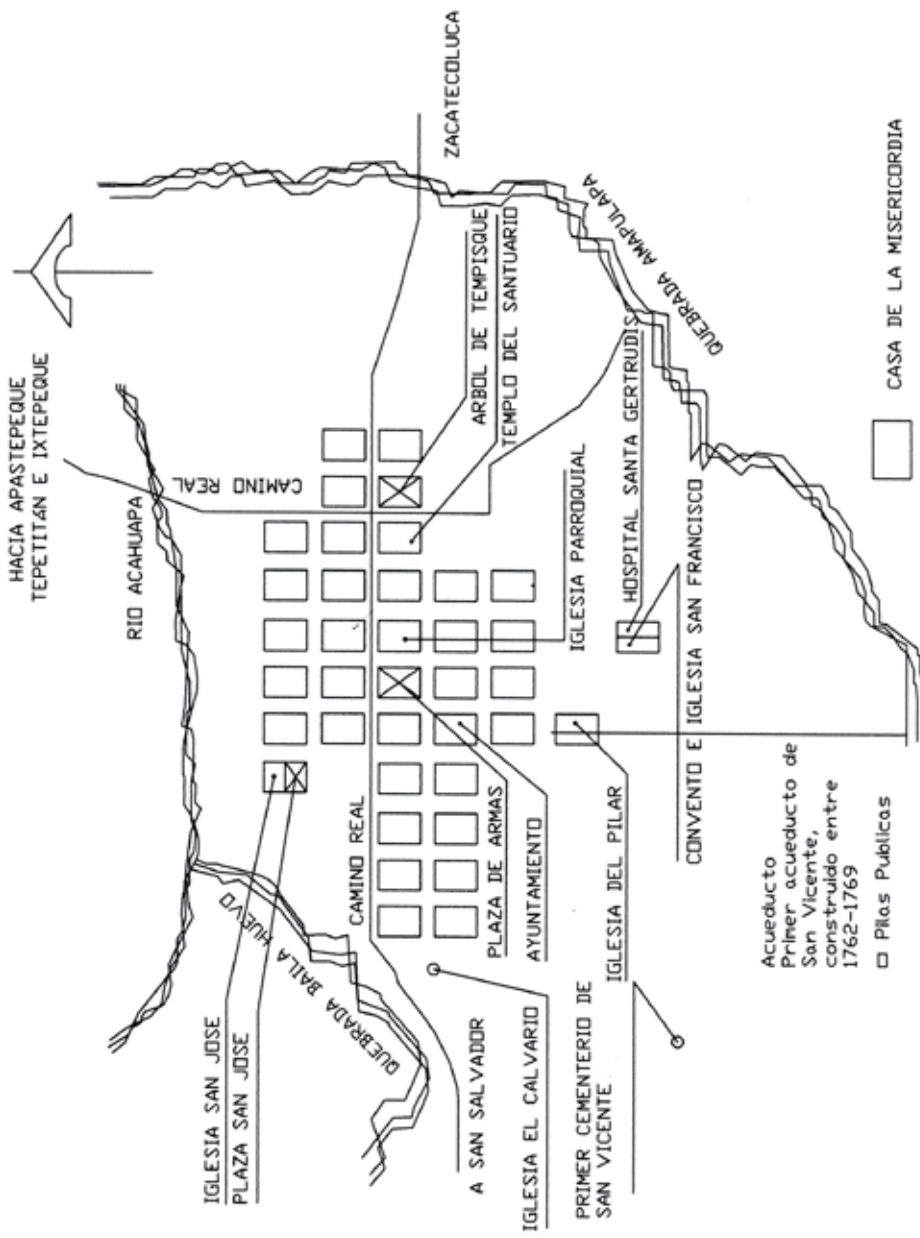 HACIA APASTEPEQUE
TEPETITÁN E IXTEPEQUE
RIO ACAHUAPA
IGLESIA SAN JOSE
PLAZA SAN JOSE
QUEBRADA BAILA HUEVO
CAMINO REAL
CAMINO REAL
ZACATECOLUCA
A SAN SALVADOR
PLAZA DE ARMAS
ARBOL DE TEMPISQUE
TEMPLO DEL SANTUARIO
IGLESIA EL CALVARIO
AYUNTAMIENTO
IGLESIA PARROQUIAL
QUEBRADA AMAPULAPA
PRIMER CEMENTERIO DE
SAN VICENTE
IGLESIA DEL PILAR
HOSPITAL SANTA GERTRUDIS
CONVENTO E IGLESIA SAN FRANCISCO
Acueducto
Primer acueducto de
San Vicente,
construido entre
1762-1769
Pilas Publicas
CASA DE LA MISERICORDIA